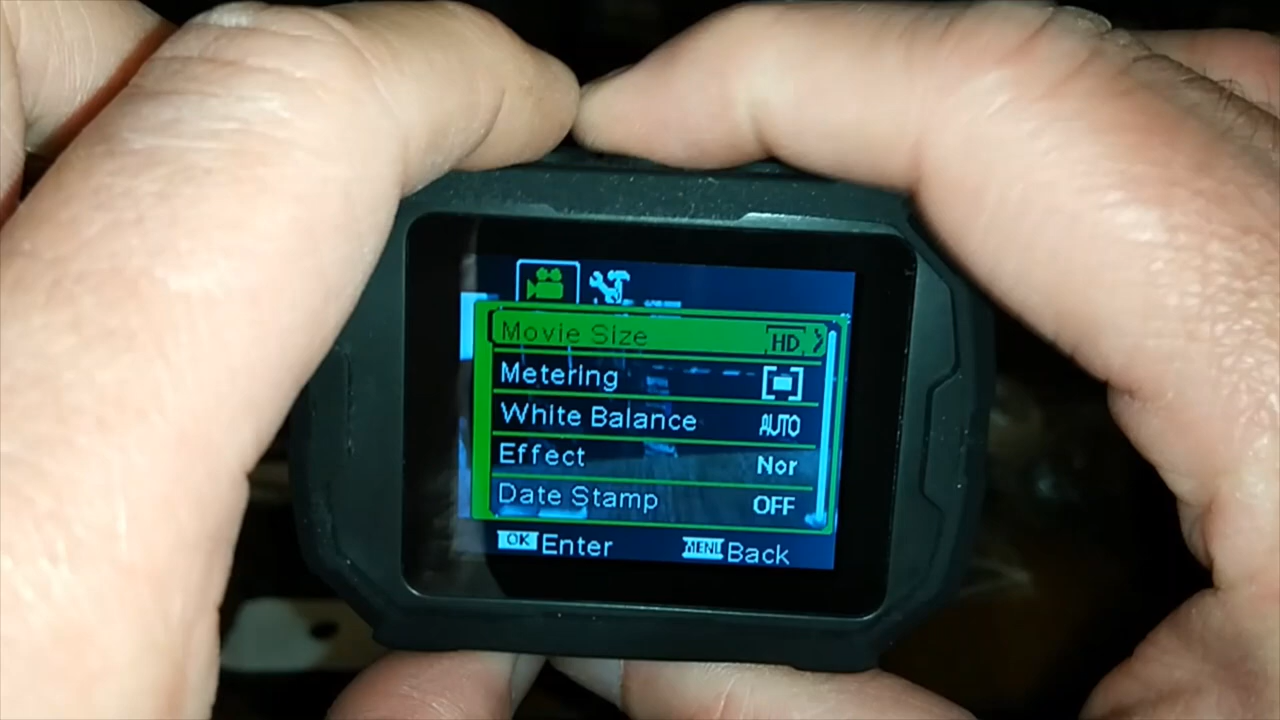 Movie Size HD
Metering
White Balance AUTO
Effect Nor
Date Stamp OFF
OK Enter MENU Back